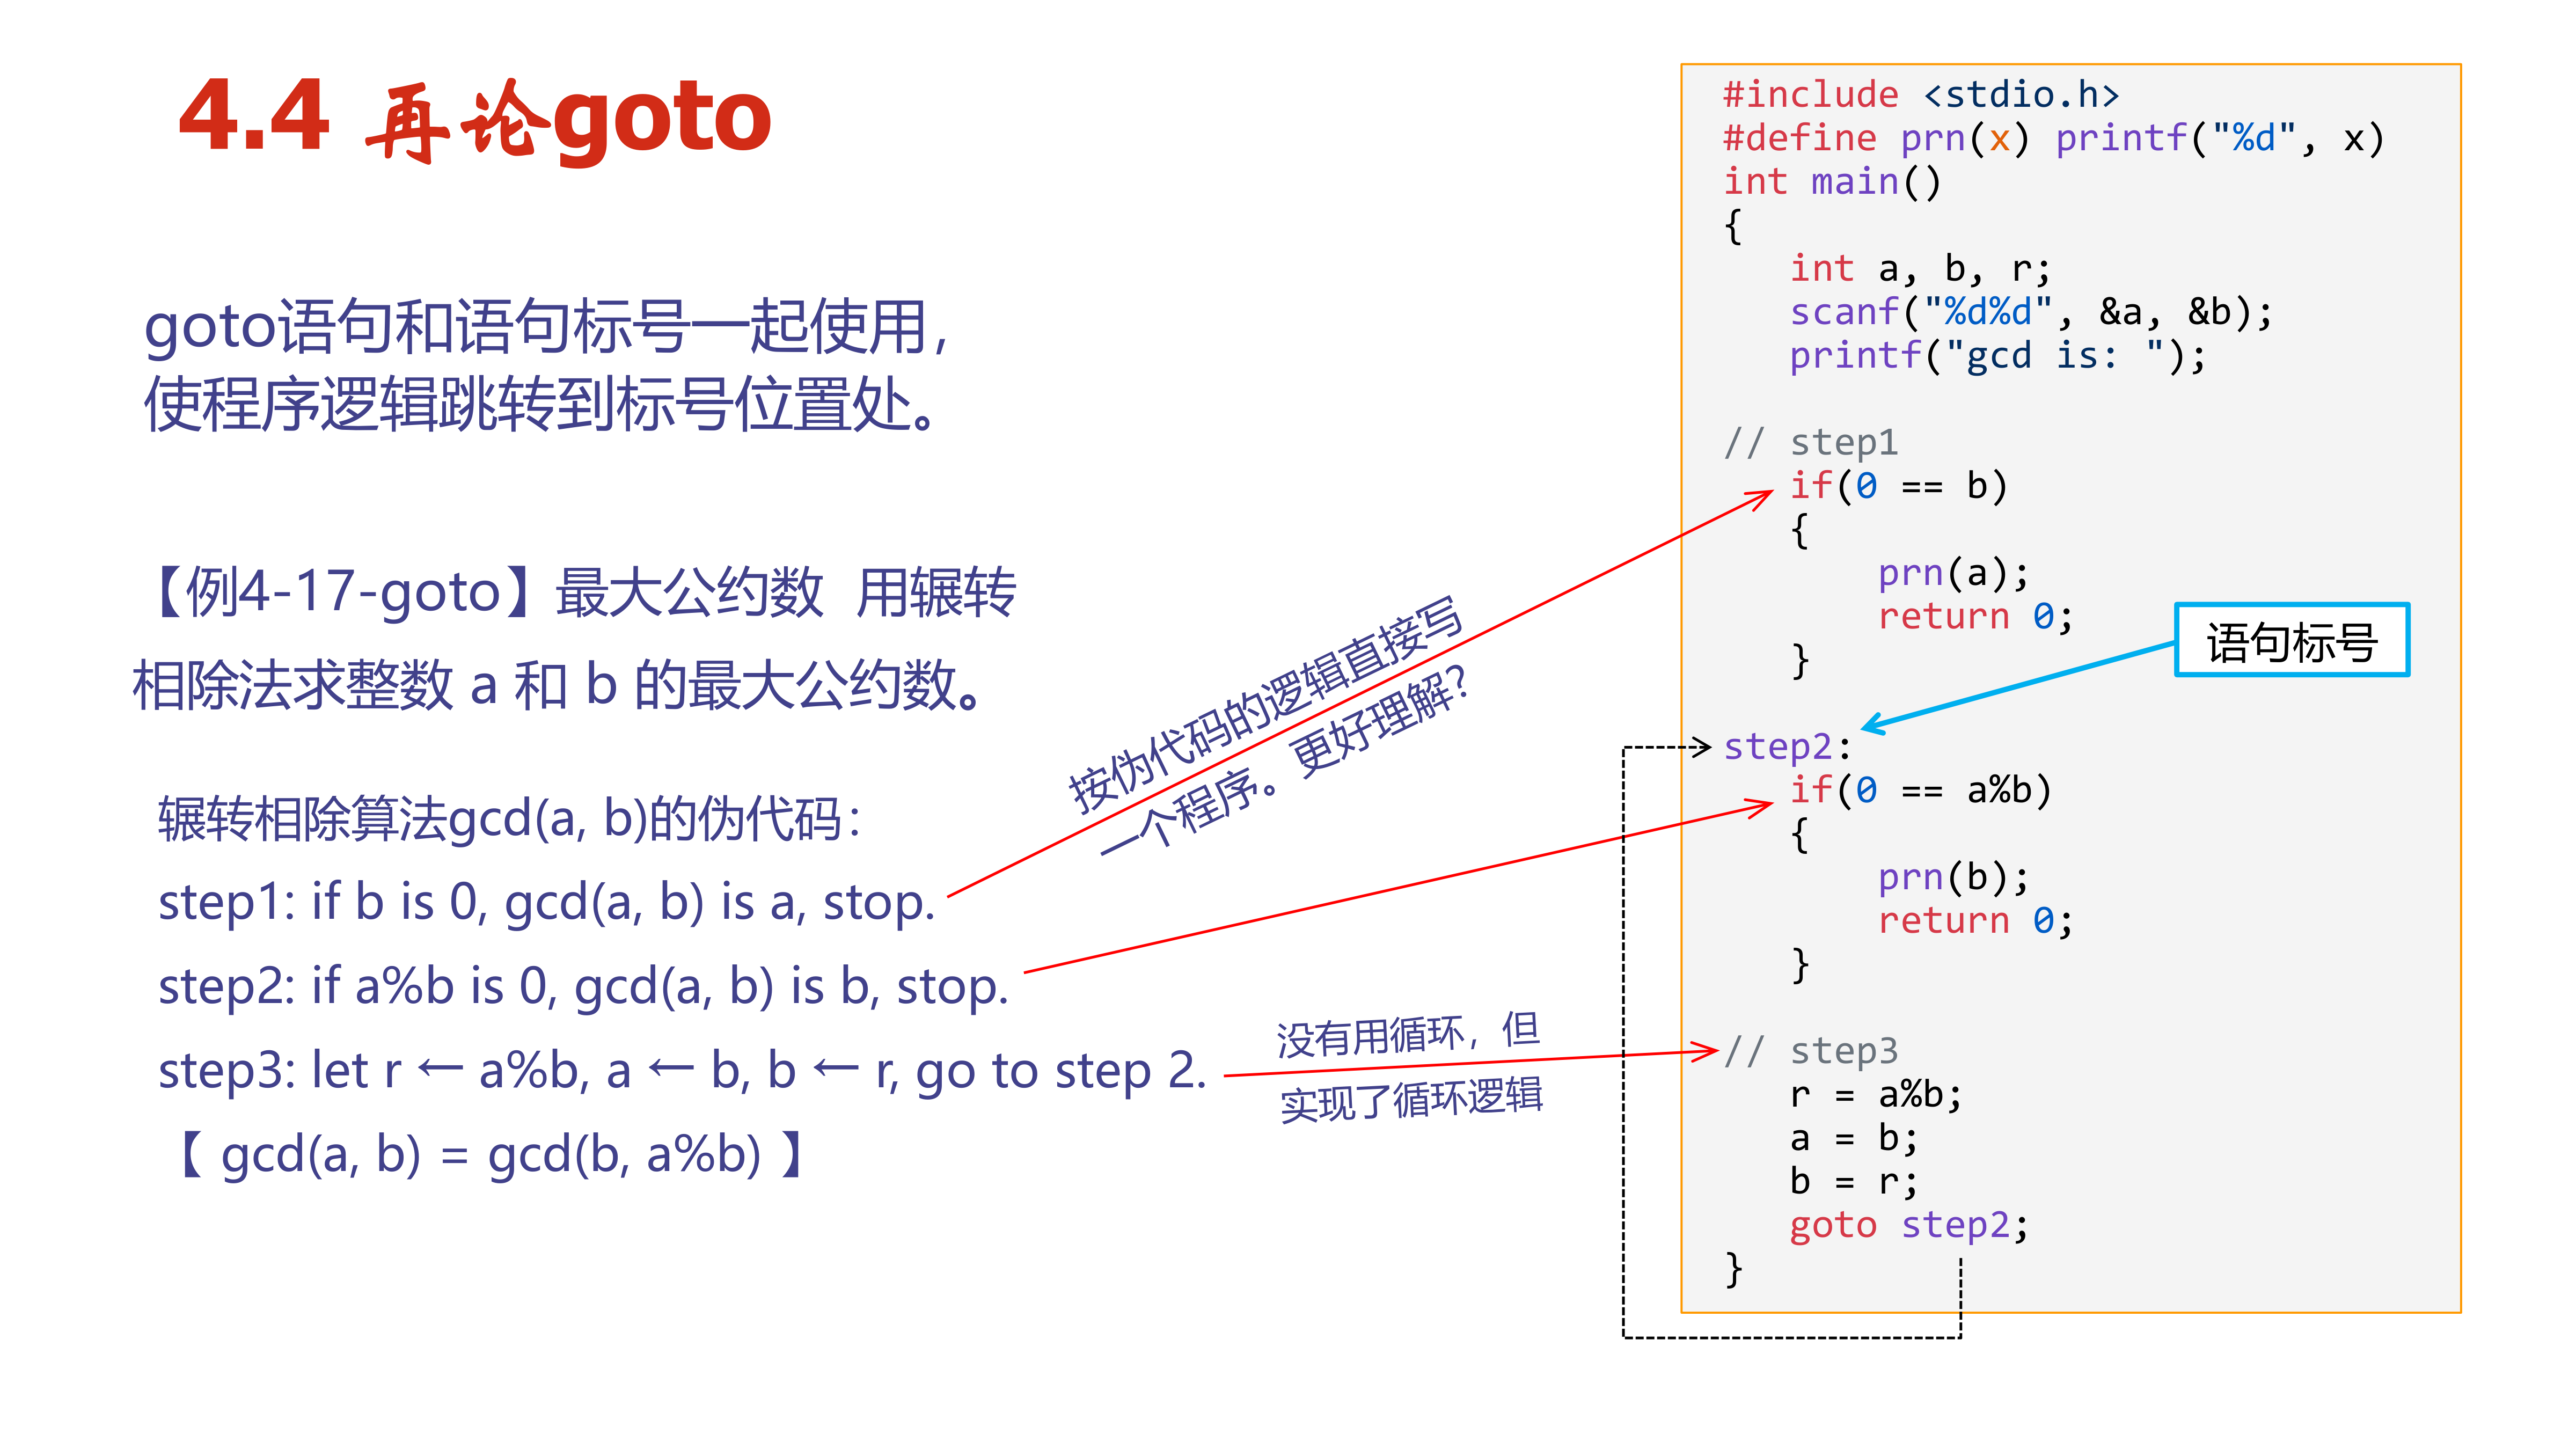 4.4 再论goto
goto语句和语句标号一起使用，
使程序逻辑跳转到标号位置处。
【例4-17-goto】最大公约数 用辗转
相除法求整数 a 和 b 的最大公约数。
辗转相除算法gcd(a, b)的伪代码：
step1: if b is 0, gcd(a, b) is a, stop.
step2: if a%b is 0, gcd(a, b) is b, stop.
step3: let r ← a%b, a ← b, b ← r, go to step 2.
【 gcd(a, b) = gcd(b, a%b) 】
按伪代码的逻辑直接写
一个程序。更好理解？
没有用循环，但
实现了循环逻辑
#include <stdio.h>
#define prn(x) printf("%d", x)
int main()
{
int a, b, r;
scanf("%d%d", &a, &b);
printf("gcd is: ");
// step1
if(0 == b)
{
prn(a);
return 0;
}
语句标号
step2:
if(0 == a%b)
{
prn(b);
return 0;
}
// step3
r = a%b;
a = b;
b = r;
goto step2;
}